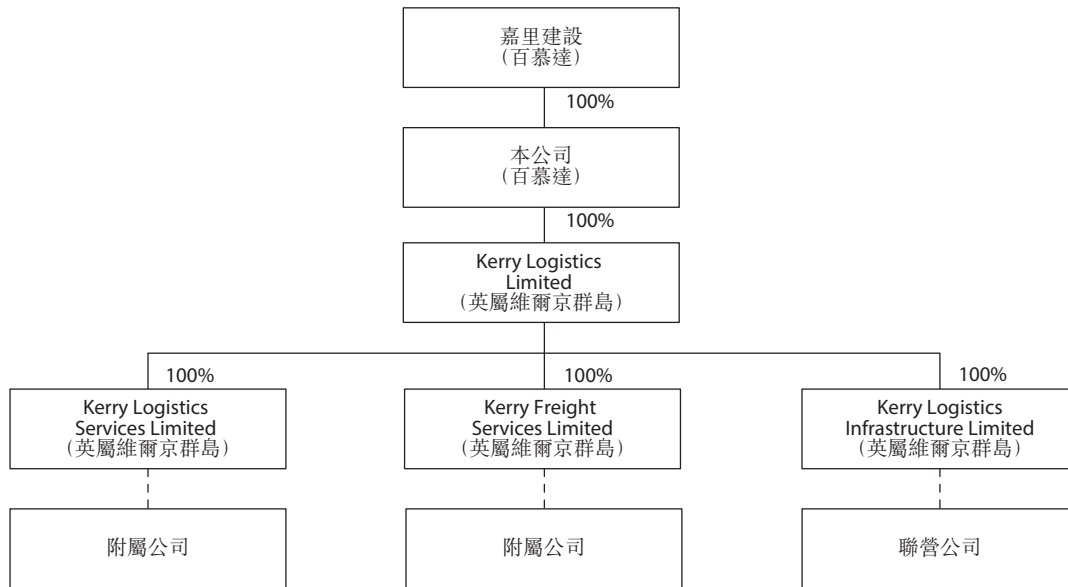 嘉里建設
(百慕達)
100%
本公司
(百慕達)
100%
Kerry Logistics
Limited
(英屬維爾京群島)
100%
100%
100%
Kerry Logistics
Services Limited
(英屬維爾京群島)
Kerry Freight
Services Limited
(英屬維爾京群島)
Kerry Logistics
Infrastructure Limited
(英屬維爾京群島)
附屬公司
附屬公司
聯營公司